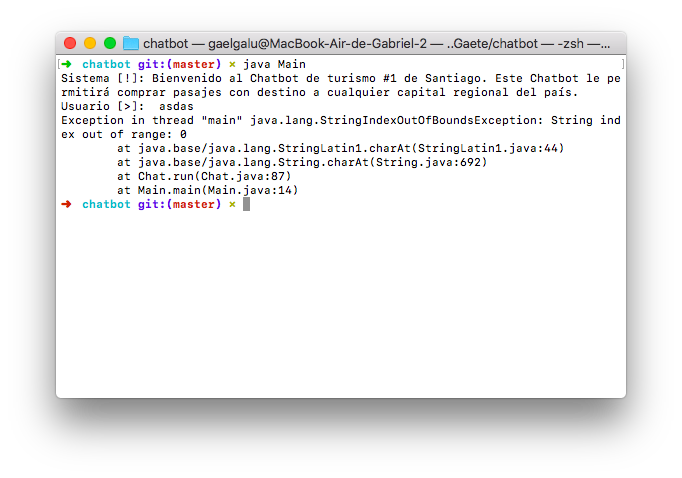 chatbot — gaelgalu@MacBook-Air-de-Gabriel-2 — ..Gaete/chatbot — -zsh —...
[➜ chatbot git:(master) × java Main ]
Sistema [!]: Bienvenido al Chatbot de turismo #1 de Santiago. Este Chatbot le pe
rmitirá comprar pasajes con destino a cualquier capital regional del país.
Usuario [>]:  asdas
Exception in thread "main" java.lang.StringIndexOutOfBoundsException: String ind
ex out of range: 0
        at java.base/java.lang.StringLatin1.charAt(StringLatin1.java:44)
        at java.base/java.lang.String.charAt(String.java:692)
        at Chat.run(Chat.java:87)
        at Main.main(Main.java:14)
➜ chatbot git:(master) ×